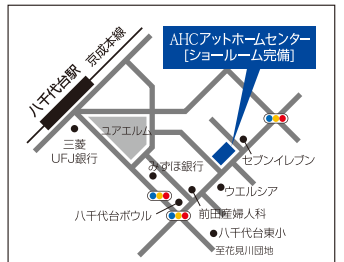 AHCアットホームセンター
[ショールーム完備]
京成本線
八千代台駅
ユアエルム
三菱
UFJ銀行
みずほ銀行
セブンイレブン
ウエルシア
八千代台ボウル
前田産婦人科
八千代台東小
至花見川団地